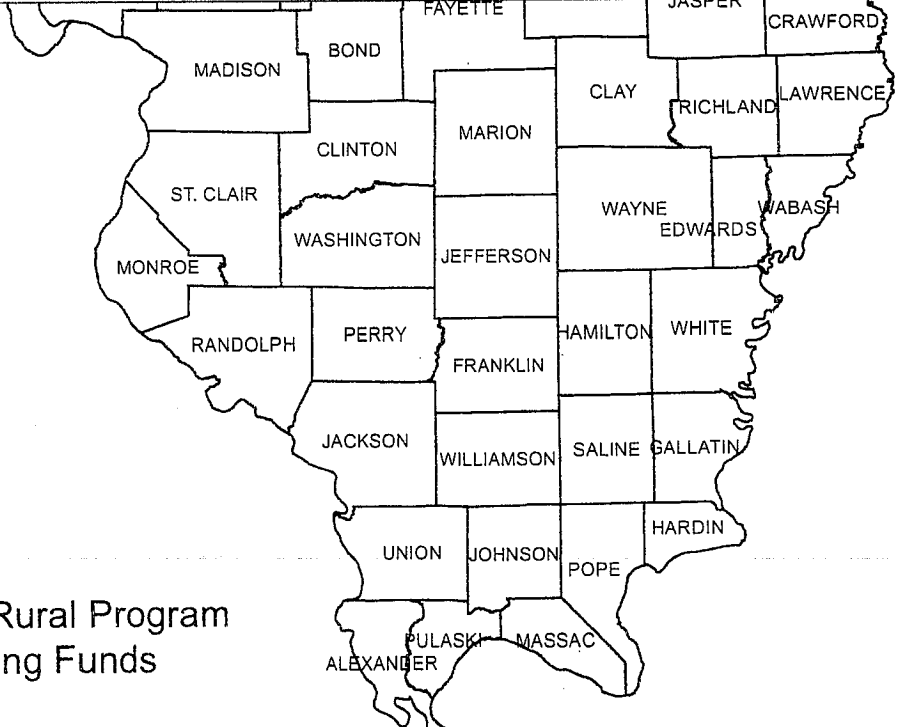 FAYETTE
JASPER
CRAWFORD
MADISON
BOND
CLAY
RICHLAND
LAWRENCE
MARION
CLINTON
ST. CLAIR
WAYNE
EDWARDS
WABASH
WASHINGTON
JEFFERSON
MONROE
RANDOLPH
PERRY
FRANKLIN
HAMILTON
WHITE
JACKSON
WILLIAMSON
SALINE
GALLATIN
HARDIN
UNION
JOHNSON
POPE
Rural Program
ng Funds
PULASKI
MASSAC
ALEXANDER